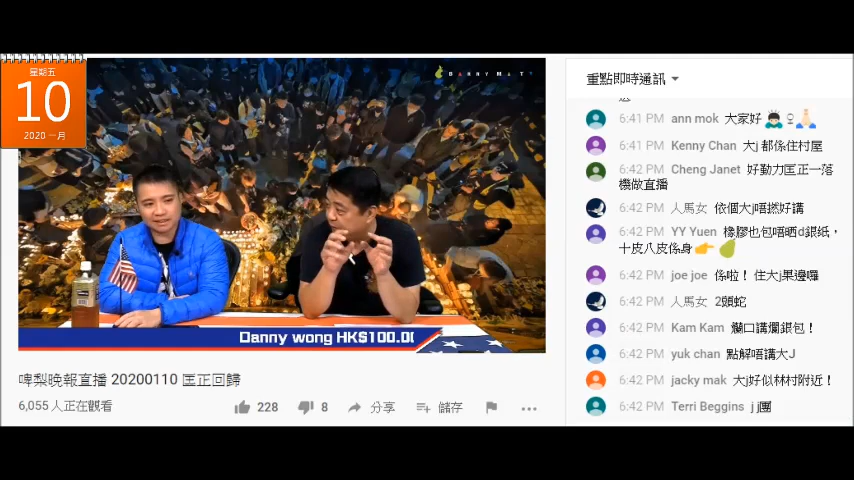 星期五
10
2020 一月
DANNY MATT
Danny wong HK$100.00
啤梨晚報直播 20200110 匡正回歸
6,055 人正在觀看
228
8
分享
儲存
重點即時通訊
6:41 PM ann mok 大家好
6:41 PM Kenny Chan 大j 都係住村屋
6:42 PM Cheng Janet 好動力匡正一落
機做直播
6:42 PM 人馬女 依個大j唔撚好講
6:42 PM YY Yuen 橡膠也包唔晒d銀紙，
十皮八皮係身
6:42 PM joe joe 係啦！ 住大j果邊囉
6:42 PM 人馬女 2頭蛇
6:42 PM Kam Kam 爛口講爛銀包！
6:42 PM yuk chan 點解唔講大J
6:42 PM jacky mak 大j好似林村附近！
6:42 PM Terri Beggins j j團